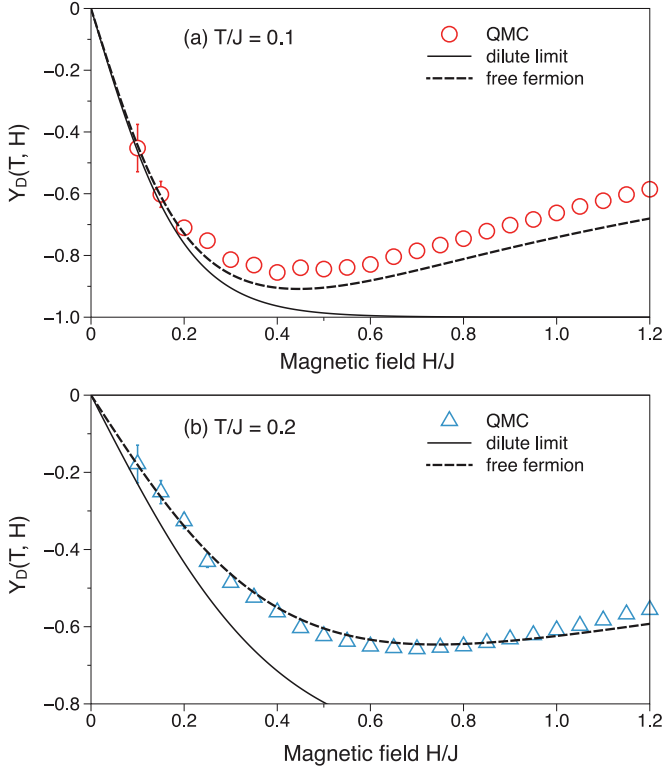 (a) T/J = 0.1
QMC
dilute limit
free fermion
Y_D(T, H)
0
−0.2
−0.4
−0.6
−0.8
−1.0
0 0.2 0.4 0.6 0.8 1.0 1.2
Magnetic field H/J
(b) T/J = 0.2
QMC
dilute limit
free fermion
Y_D(T, H)
0
−0.2
−0.4
−0.6
−0.8
0 0.2 0.4 0.6 0.8 1.0 1.2
Magnetic field H/J